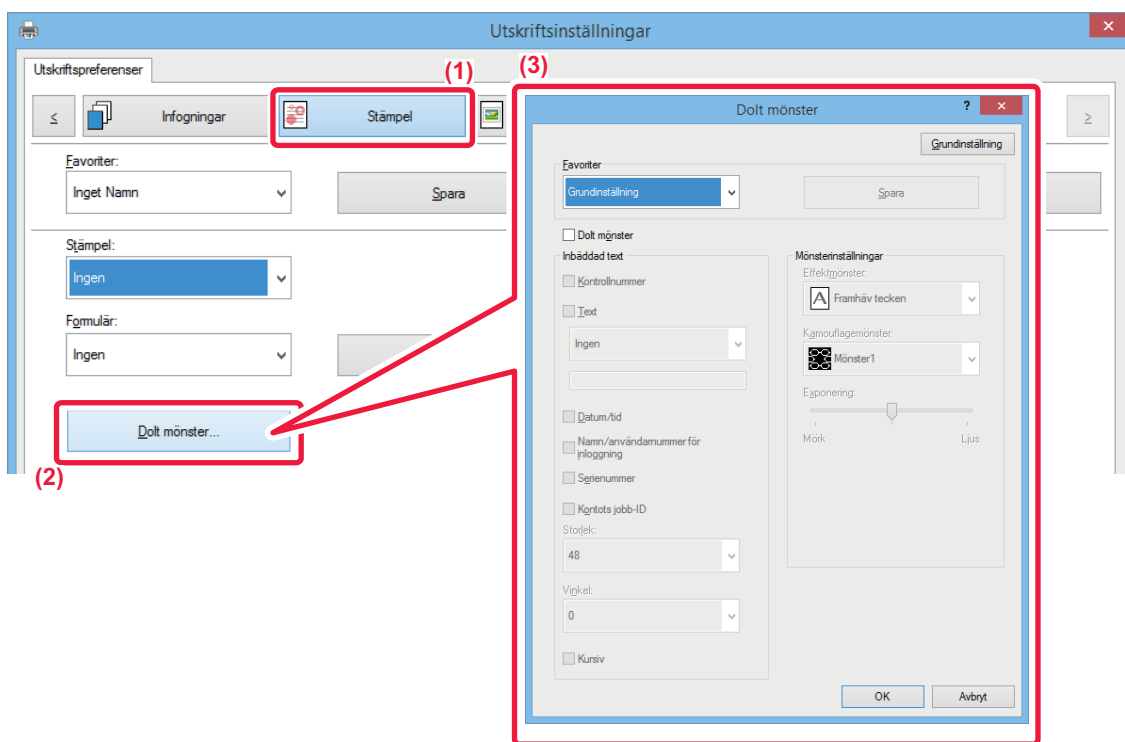 Utskriftsinställningar
Utskriftspreferenser
(1)
(3)
<
Infogningar
Stämpel
>
Favoriter:
Inget Namn
Spara
Stämpel:
Ingen
Formulär:
Ingen
Dolt mönster...
(2)
Dolt mönster
?
Grundinställning
Favoriter
Grundinställning
Spara
Dolt mönster
Inbäddad text
Kontrollnummer
Text
Ingen
Datum/tid
Namn/användarnummer för
inloggning
Serienummer
Kontots jobb-ID
Storlek:
48
Vinkel:
0
Kursiv
Mönsterinställningar
Effektmönster:
A Framhäv tecken
Kamouflagemönster:
Mönster1
Exponering:
Mörk Ljus
OK Avbryt